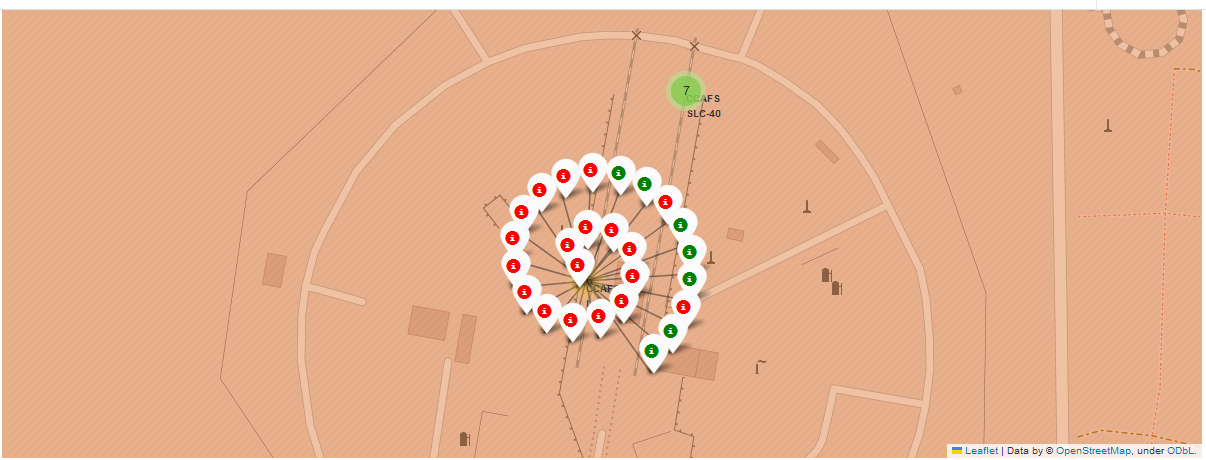 7
CCAFS
SLC-40
Leaflet | Data by © OpenStreetMap, under ODbL.